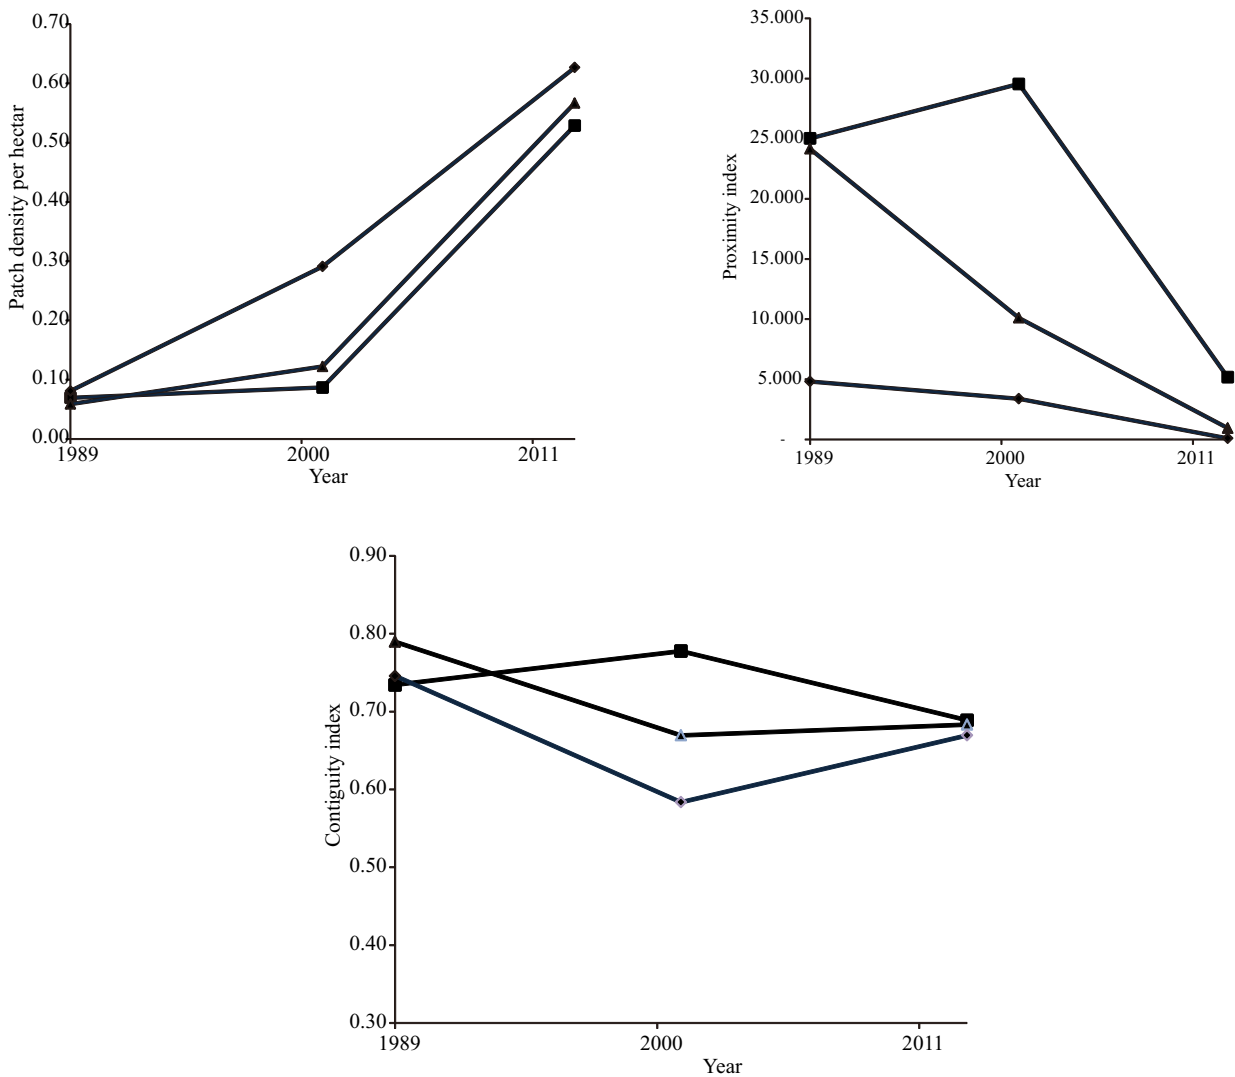 0.70
0.60
0.50
0.40
0.30
0.20
0.10
0.00
Patch density per hectar
1989 2000 2011
Year
35.000
30.000
25.000
20.000
15.000
10.000
5.000
-
Proximity index
1989 2000 2011
Year
0.90
0.80
0.70
0.60
0.50
0.40
0.30
Contiguity index
1989 2000 2011
Year